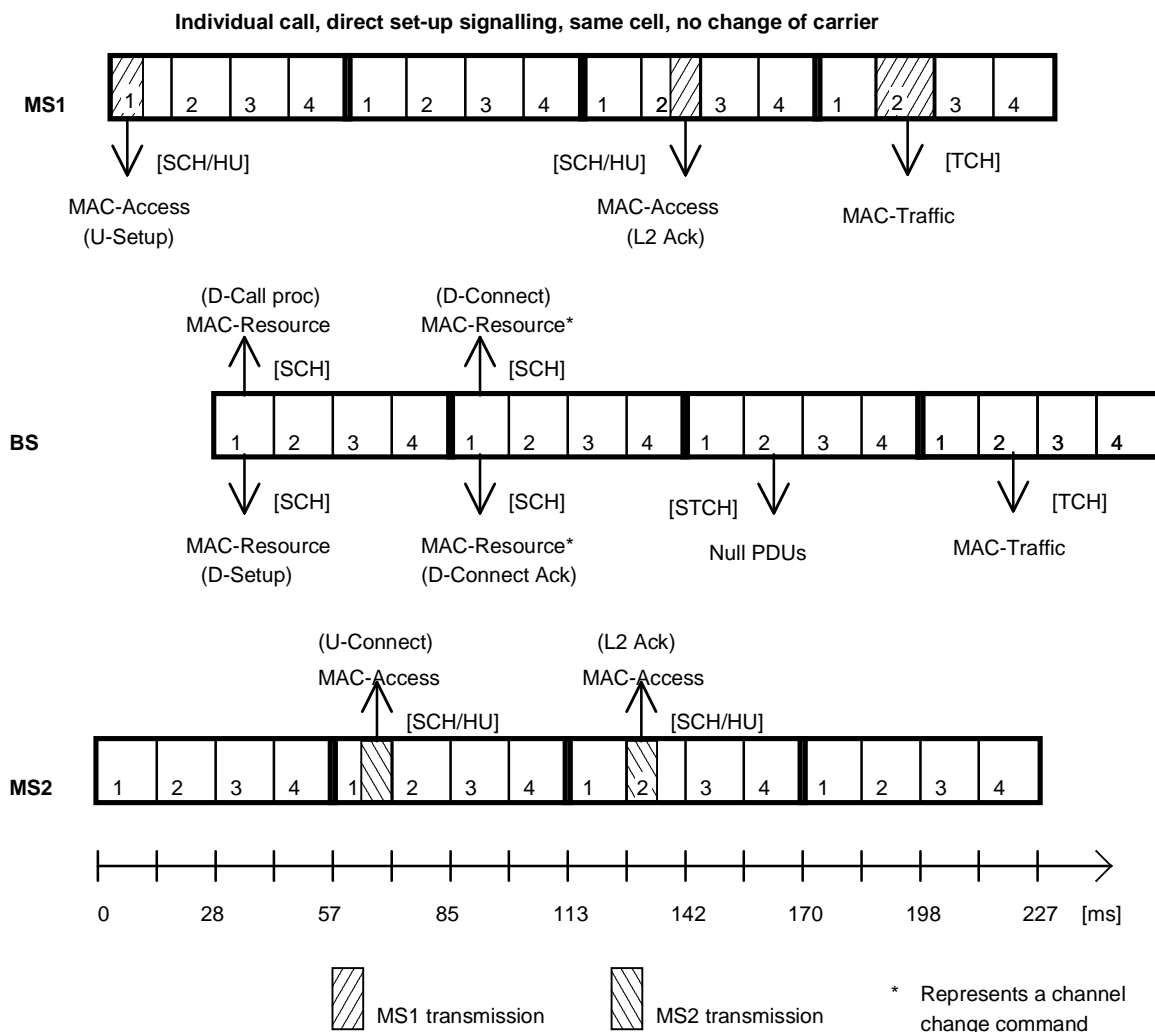 Individual call, direct set-up signalling, same cell, no change of carrier
MS1
1 2 3 4 1 2 3 4 1 2 3 4 1 2 3 4
[SCH/HU] [SCH/HU] [TCH]
MAC-Access MAC-Access MAC-Traffic
(U-Setup) (L2 Ack)
(D-Call proc) (D-Connect)
MAC-Resource MAC-Resource*
[SCH] [SCH]
BS
1 2 3 4 1 2 3 4 1 2 3 4 1 2 3 4
[SCH] [SCH] [STCH] [TCH]
MAC-Resource MAC-Resource* Null PDUs MAC-Traffic
(D-Setup) (D-Connect Ack)
(U-Connect) (L2 Ack)
MAC-Access MAC-Access
[SCH/HU] [SCH/HU]
MS2
1 2 3 4 1 2 3 4 1 2 3 4 1 2 3 4
0 28 57 85 113 142 170 198 227 [ms]
MS1 transmission MS2 transmission * Represents a channel
change command